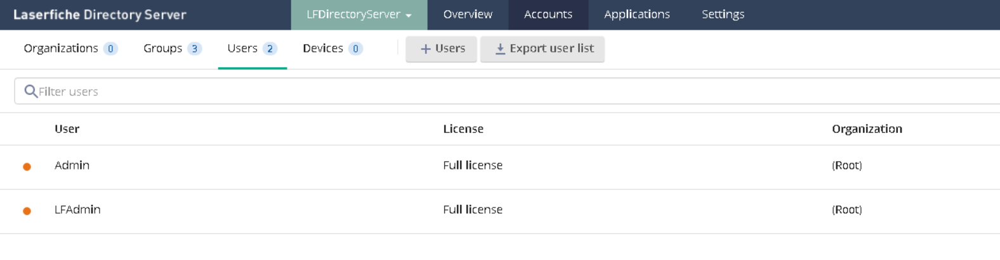 Laserfiche Directory Server LFDirectoryServer Overview Accounts Applications Settings
Organizations 0 Groups 3 Users 2 Devices 0 + Users Export user list
Filter users
User License Organization
Admin Full license (Root)
LFAdmin Full license (Root)